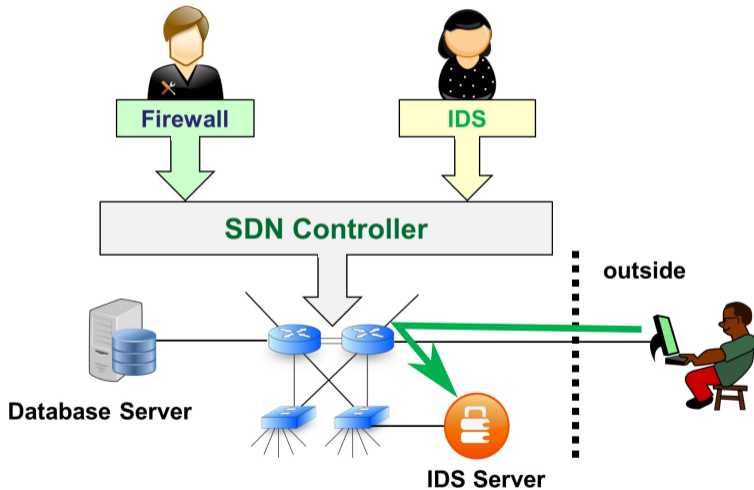 Firewall
IDS
SDN Controller
outside
Database Server
IDS Server